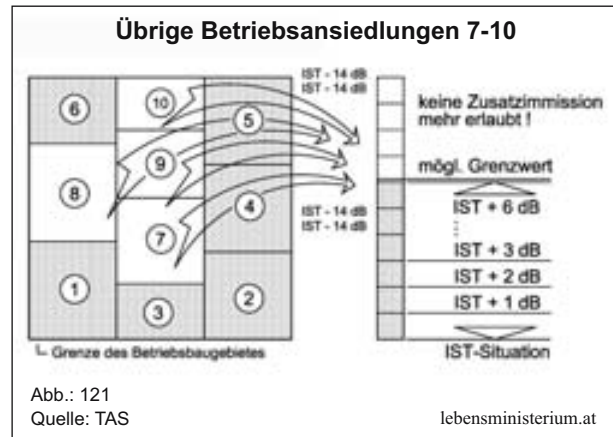 Übrige Betriebsansiedlungen 7-10
IST - 14 dB
IST - 14 dB
6
10
5
8
9
4
7
1
3
2
IST - 14 dB
IST - 14 dB
keine Zusatzimmission
mehr erlaubt !
mögl. Grenzwert
IST + 6 dB
IST + 3 dB
IST + 2 dB
IST + 1 dB
IST-Situation
Grenze des Betriebsbaugebietes
Abb.: 121
Quelle: TAS
lebensministerium.at